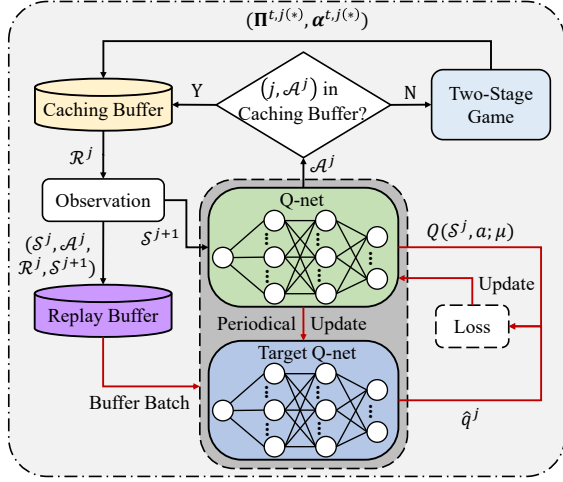 (𝚷^{t,j(*)}, 𝜶^{t,j(*)})
Caching Buffer
Y
(j, 𝒜^j) in
Caching Buffer?
N
Two-Stage
Game
ℛ^j
𝒜^j
Observation
𝒮^{j+1}
Q-net
Q(𝒮^j, a; μ)
(𝒮^j, 𝒜^j,
ℛ^j, 𝒮^{j+1})
Update
Replay Buffer
Periodical Update
Loss
Target Q-net
Buffer Batch
q̂^j